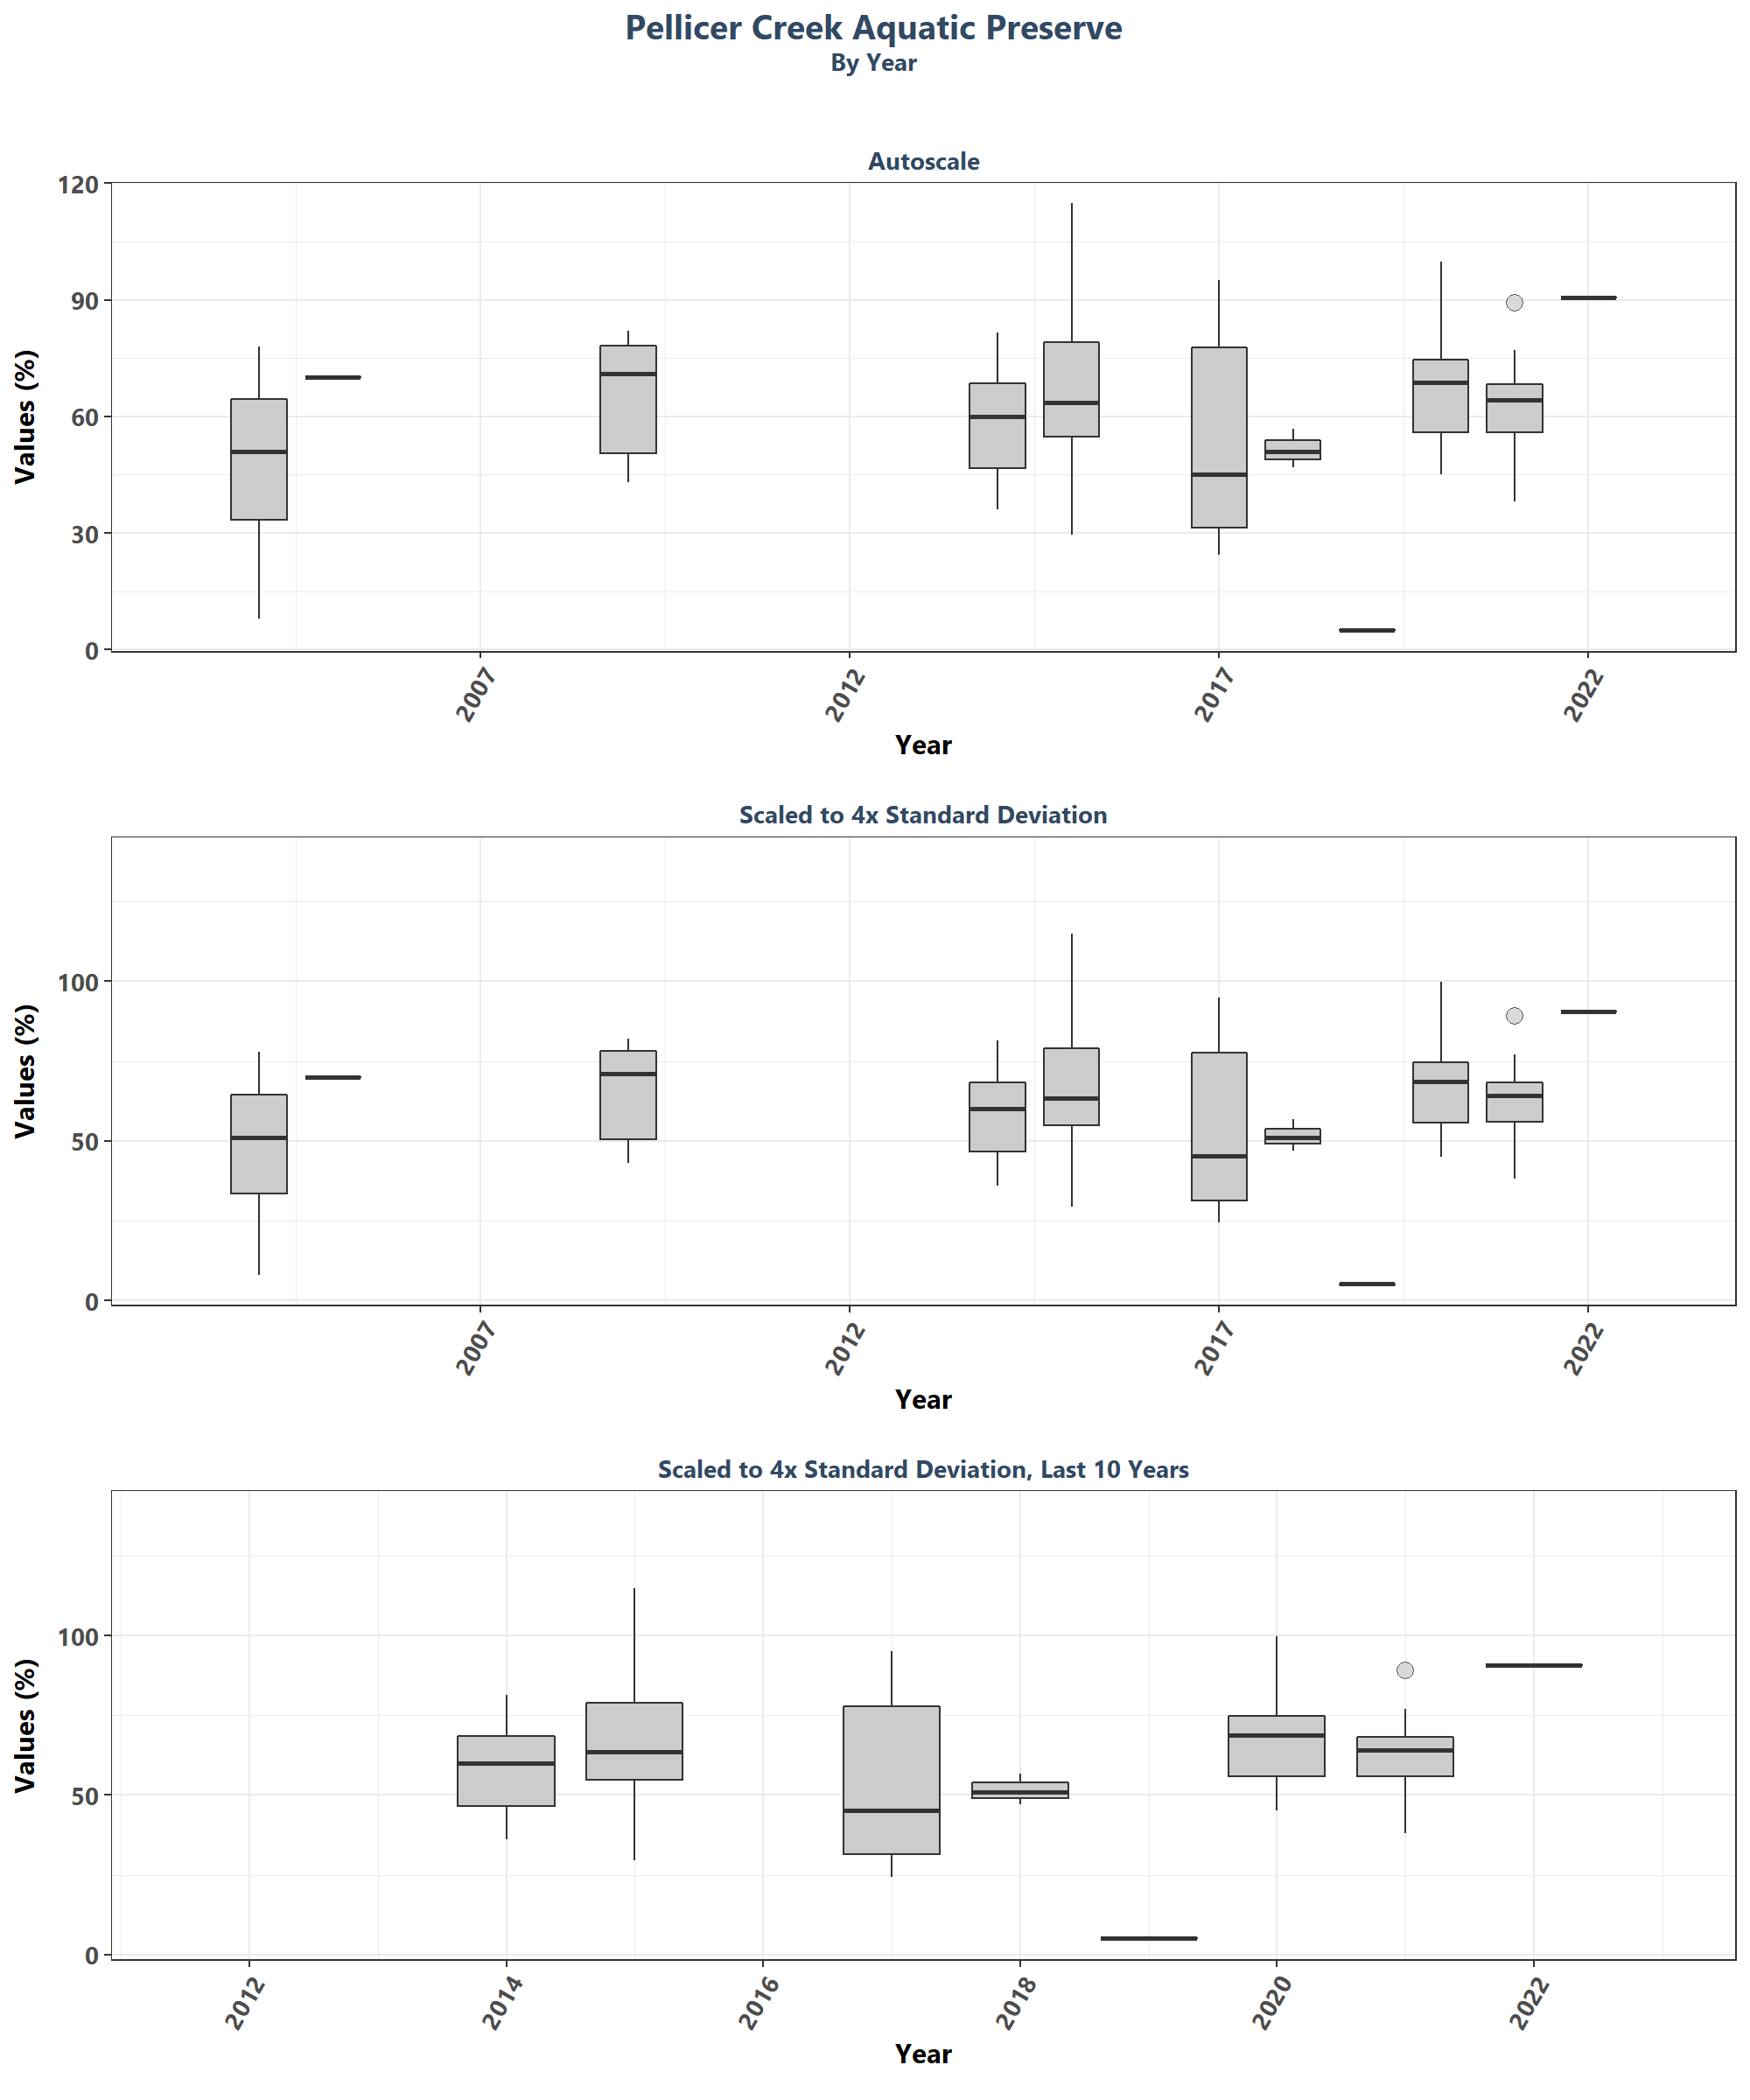 Pellicer Creek Aquatic Preserve
By Year
Autoscale
Values (%)
120
90
60
30
0
2007
2012
2017
2022
Year
Scaled to 4x Standard Deviation
Values (%)
100
50
0
2007
2012
2017
2022
Year
Scaled to 4x Standard Deviation, Last 10 Years
Values (%)
100
50
0
2012
2014
2016
2018
2020
2022
Year